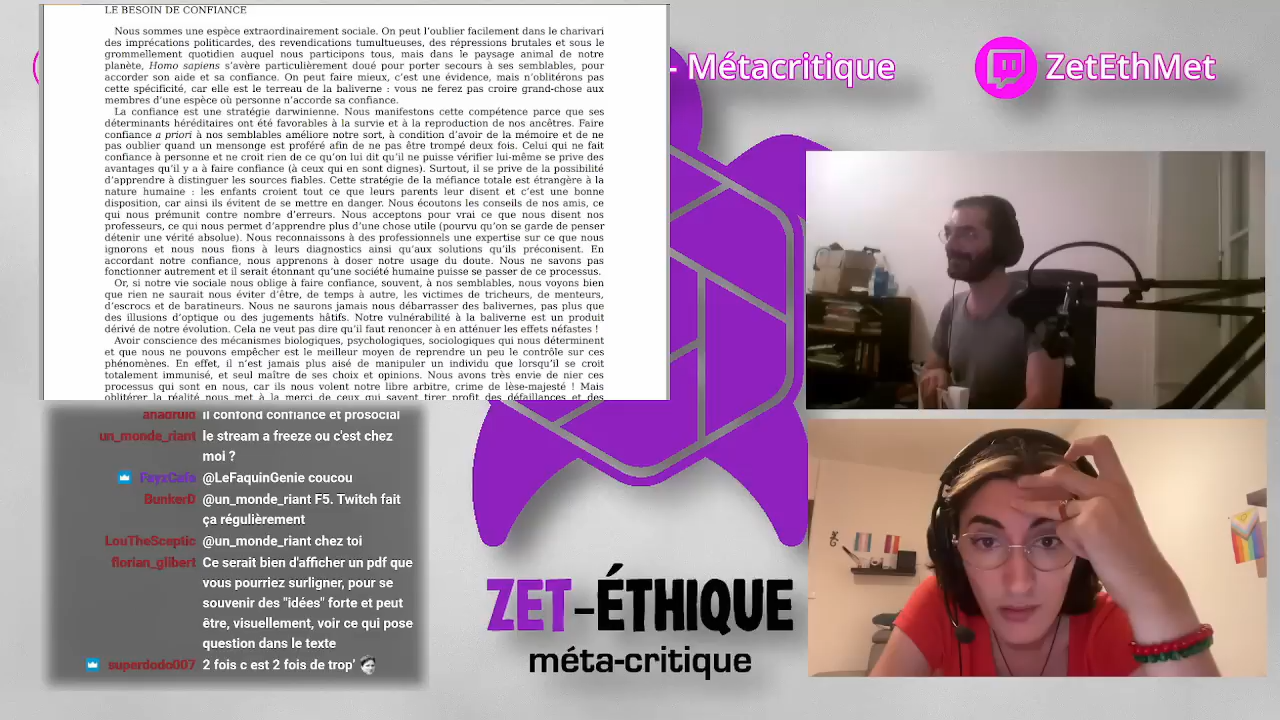 LE BESOIN DE CONFIANCE
Nous sommes une espèce extraordinairement sociale. On peut l'oublier facilement dans le charivari
des imprécations politicardes, des revendications tumultueuses, des répressions brutales et sous le
grommellement quotidien auquel nous participons tous, mais dans le paysage animal de notre
planète, Homo sapiens s'avère particulièrement doué pour porter secours à ses semblables, pour
accorder son aide et sa confiance. On peut faire mieux, c'est une évidence, mais n'oblitérons pas
cette spécificité, car elle est le terreau de la baliverne : vous ne ferez pas croire grand-chose aux
membres d'une espèce où personne n'accorde sa confiance.
La confiance est une stratégie darwinienne. Nous manifestons cette compétence parce que ses
déterminants héréditaires ont été favorables à la survie et à la reproduction de nos ancêtres. Faire
confiance a priori à nos semblables améliore notre sort, à condition d'avoir de la mémoire et de ne
pas oublier quand un mensonge est proféré afin de ne pas être trompé deux fois. Celui qui ne fait
confiance à personne et ne croit rien de ce qu'on lui dit qu'il ne puisse vérifier lui-même se prive des
avantages qu'il y a à faire confiance (à ceux qui en sont dignes). Surtout, il se prive de la possibilité
d'apprendre à distinguer les sources fiables. Cette stratégie de la méfiance totale est étrangère à la
nature humaine : les enfants croient tout ce que leurs parents leur disent et c'est une bonne
disposition, car ainsi ils évitent de se mettre en danger. Nous écoutons les conseils de nos amis, ce
qui nous prémunit contre nombre d'erreurs. Nous acceptons pour vrai ce que nous disent nos
professeurs, ce qui nous permet d'apprendre plus d'une chose utile (pourvu qu'on se garde de penser
détenir une vérité absolue). Nous reconnaissons à des professionnels une expertise sur ce que nous
ignorons et nous nous fions à leurs diagnostics ainsi qu'aux solutions qu'ils préconisent. En
accordant notre confiance, nous apprenons à doser notre usage du doute. Nous ne savons pas
fonctionner autrement et il serait étonnant qu'une société humaine puisse se passer de ce processus.
Or, si notre vie sociale nous oblige à faire confiance, souvent, à nos semblables, nous voyons bien
que rien ne saurait nous éviter d'être, de temps à autre, les victimes de tricheurs, de menteurs,
d'escrocs et de baratineurs. Nous ne saurons jamais nous débarrasser des balivernes, pas plus que
des illusions d'optique ou des jugements hâtifs. Notre vulnérabilité à la baliverne est un produit
dérivé de notre évolution. Cela ne veut pas dire qu'il faut renoncer à en atténuer les effets néfastes !
Avoir conscience des mécanismes biologiques, psychologiques, sociologiques qui nous déterminent
et que nous ne pouvons empêcher est le meilleur moyen de reprendre un peu le contrôle sur ces
phénomènes. En effet, il n'est jamais plus aisé de manipuler un individu que lorsqu'il se croit
totalement immunisé, et seul maître de ses choix et opinions. Nous avons très envie de nier ces
processus qui sont en nous, car ils nous volent notre libre arbitre, crime de lèse-majesté ! Mais
oblitérer la réalité nous met à la merci de ceux qui savent tirer profit des défaillances et des
- Métacritique
ZetEthMet
anadruid il confond confiance et prosocial
un_monde_riant le stream a freeze ou c'est chez
moi ?
FayxCafe @LeFaquinGenie coucou
BunkerD @un_monde_riant F5. Twitch fait
ça régulièrement
LouTheSceptic @un_monde_riant chez toi
florian_glibert Ce serait bien d'afficher un pdf que
vous pourriez surligner, pour se
souvenir des "idées" forte et peut
être, visuellement, voir ce qui pose
question dans le texte
superdodo007 2 fois c est 2 fois de trop'
ZET-ÉTHIQUE
méta-critique